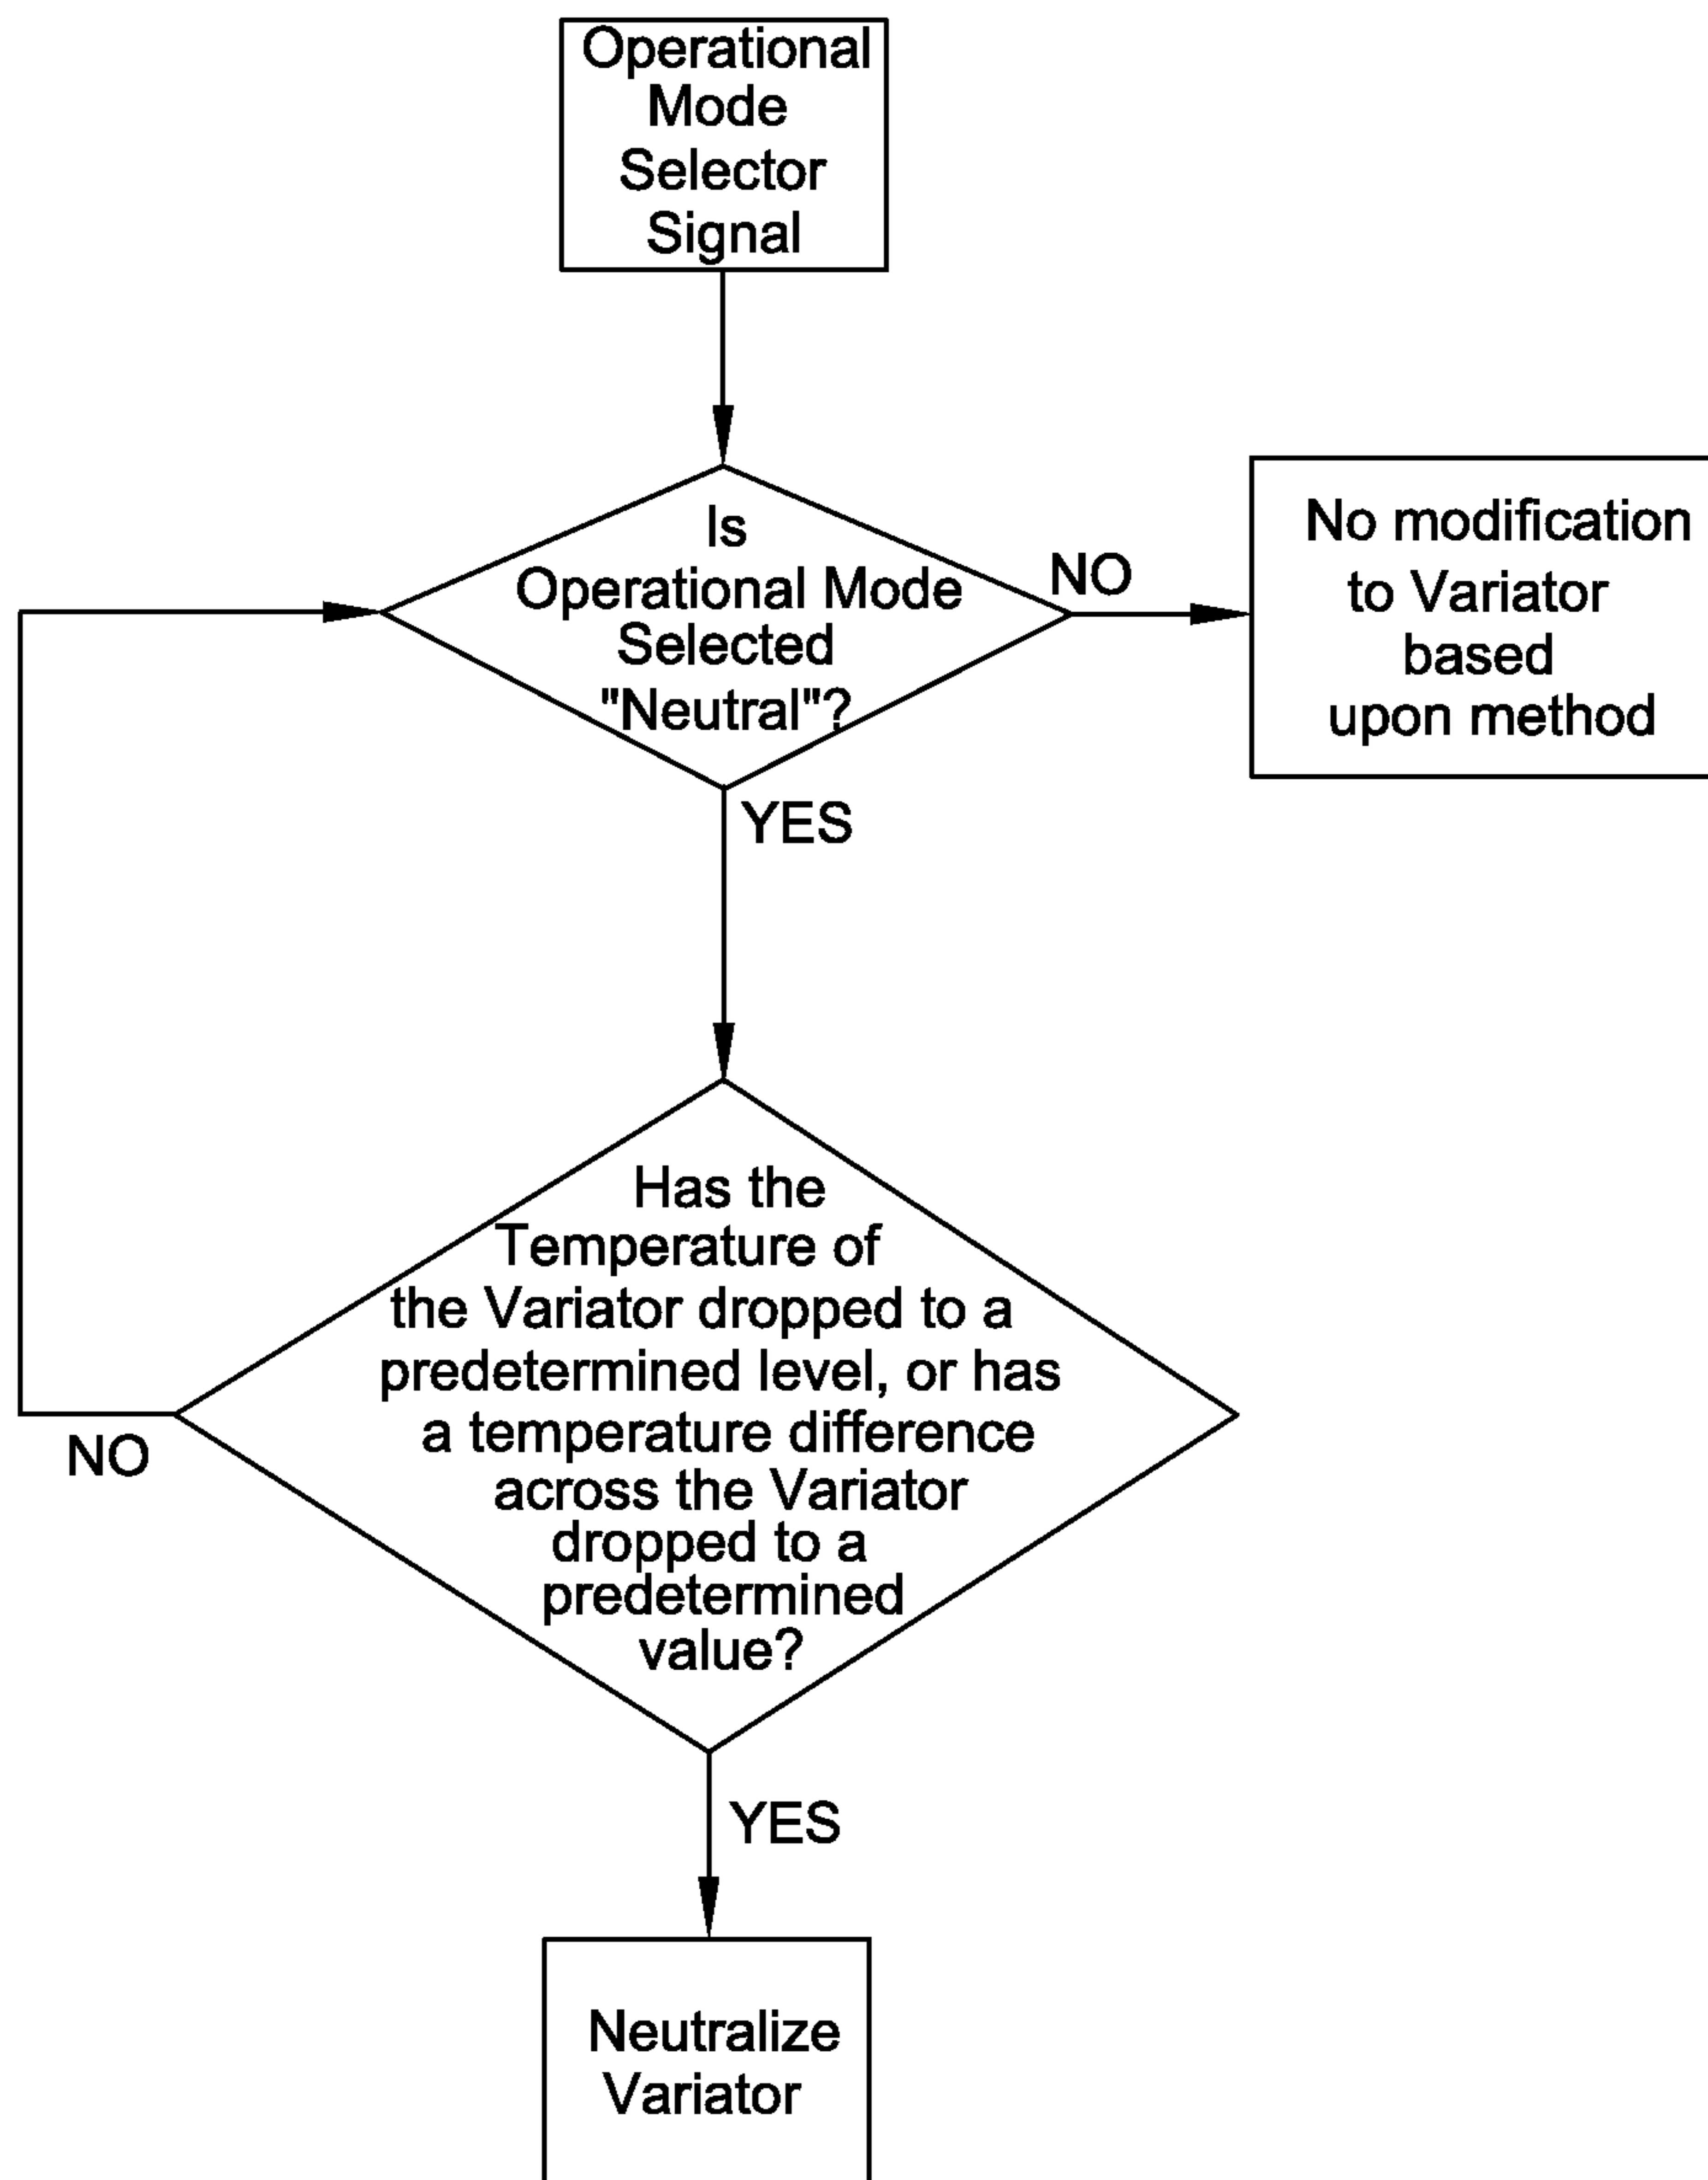 Operational
Mode
Selector
Signal
Is
Operational Mode
Selected
"Neutral"?
NO
No modification
to Variator
based
upon method
YES
Has the
Temperature of
the Variator dropped to a
predetermined level, or has
a temperature difference
across the Variator
dropped to a
predetermined
value?
NO
YES
Neutralize
Variator